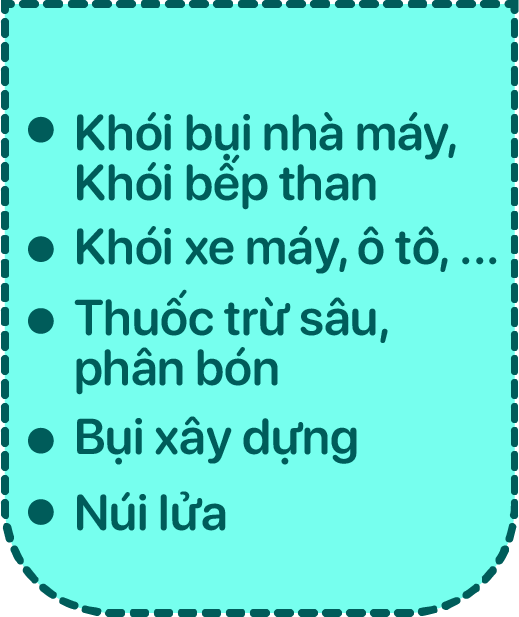 • Khói bụi nhà máy,
Khói bếp than
• Khói xe máy, ô tô, ...
• Thuốc trừ sâu,
phân bón
• Bụi xây dựng
• Núi lửa